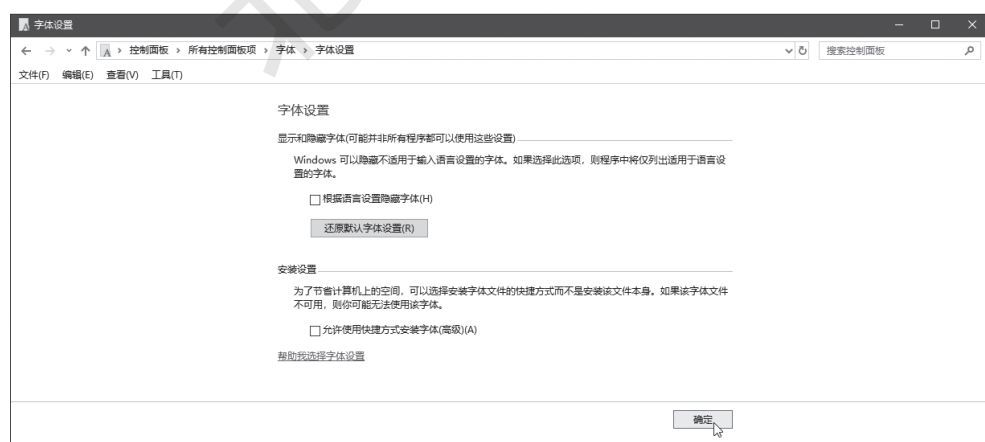 字体设置
控制面板 › 所有控制面板项 › 字体 › 字体设置
搜索控制面板
文件(F) 编辑(E) 查看(V) 工具(T)
字体设置
显示和隐藏字体(可能并非所有程序都可以使用这些设置)
Windows 可以隐藏不适用于输入语言设置的字体。如果选择此选项，则程序中将仅列出适用于语言设
置的字体。
根据语言设置隐藏字体(H)
还原默认字体设置(R)
安装设置
为了节省计算机上的空间，可以选择安装字体文件的快捷方式而不是安装该文件本身。如果该字体文件
不可用，则你可能无法使用该字体。
允许使用快捷方式安装字体(高级)(A)
帮助我选择字体设置
确定